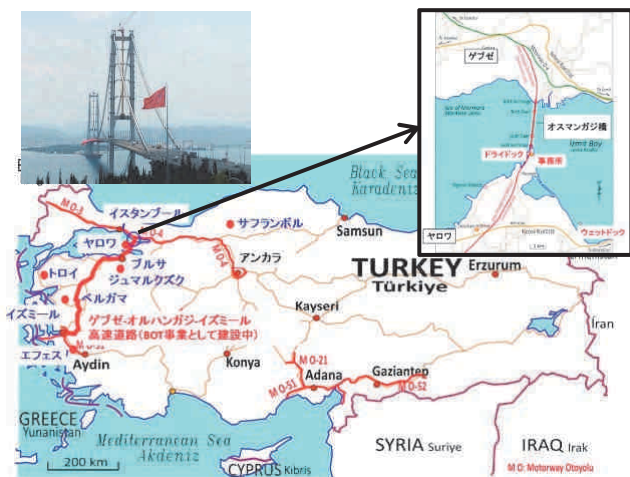 ゲブゼ
オスマンガジ橋
Izmit Bay
ドライドック
事務所
ヤロワ
ウェットドック
Black Sea
Karadeniz
M O-3
イスタンブール
サフランボル
Samsun
ヤロワ
O-4
M O-4
アンカラ
トロイ
ブルサ
ジュマルクズク
TURKEY
Türkiye
Erzurum
ベルガマ
イズミール
ゲブゼ-オルハンガジ-イズミール
高速道路（BOT事業として建設中）
Kayseri
Iran
エフェス
Aydin
Konya
M O-21
Adana
Gaziantep
M O-51
M O-52
GREECE
Yunanistan
Mediterranean Sea
Akdeniz
SYRIA Suriye
IRAQ Irak
200 km
CYPRUS Kıbrıs
M O: Motorway Otoyolu